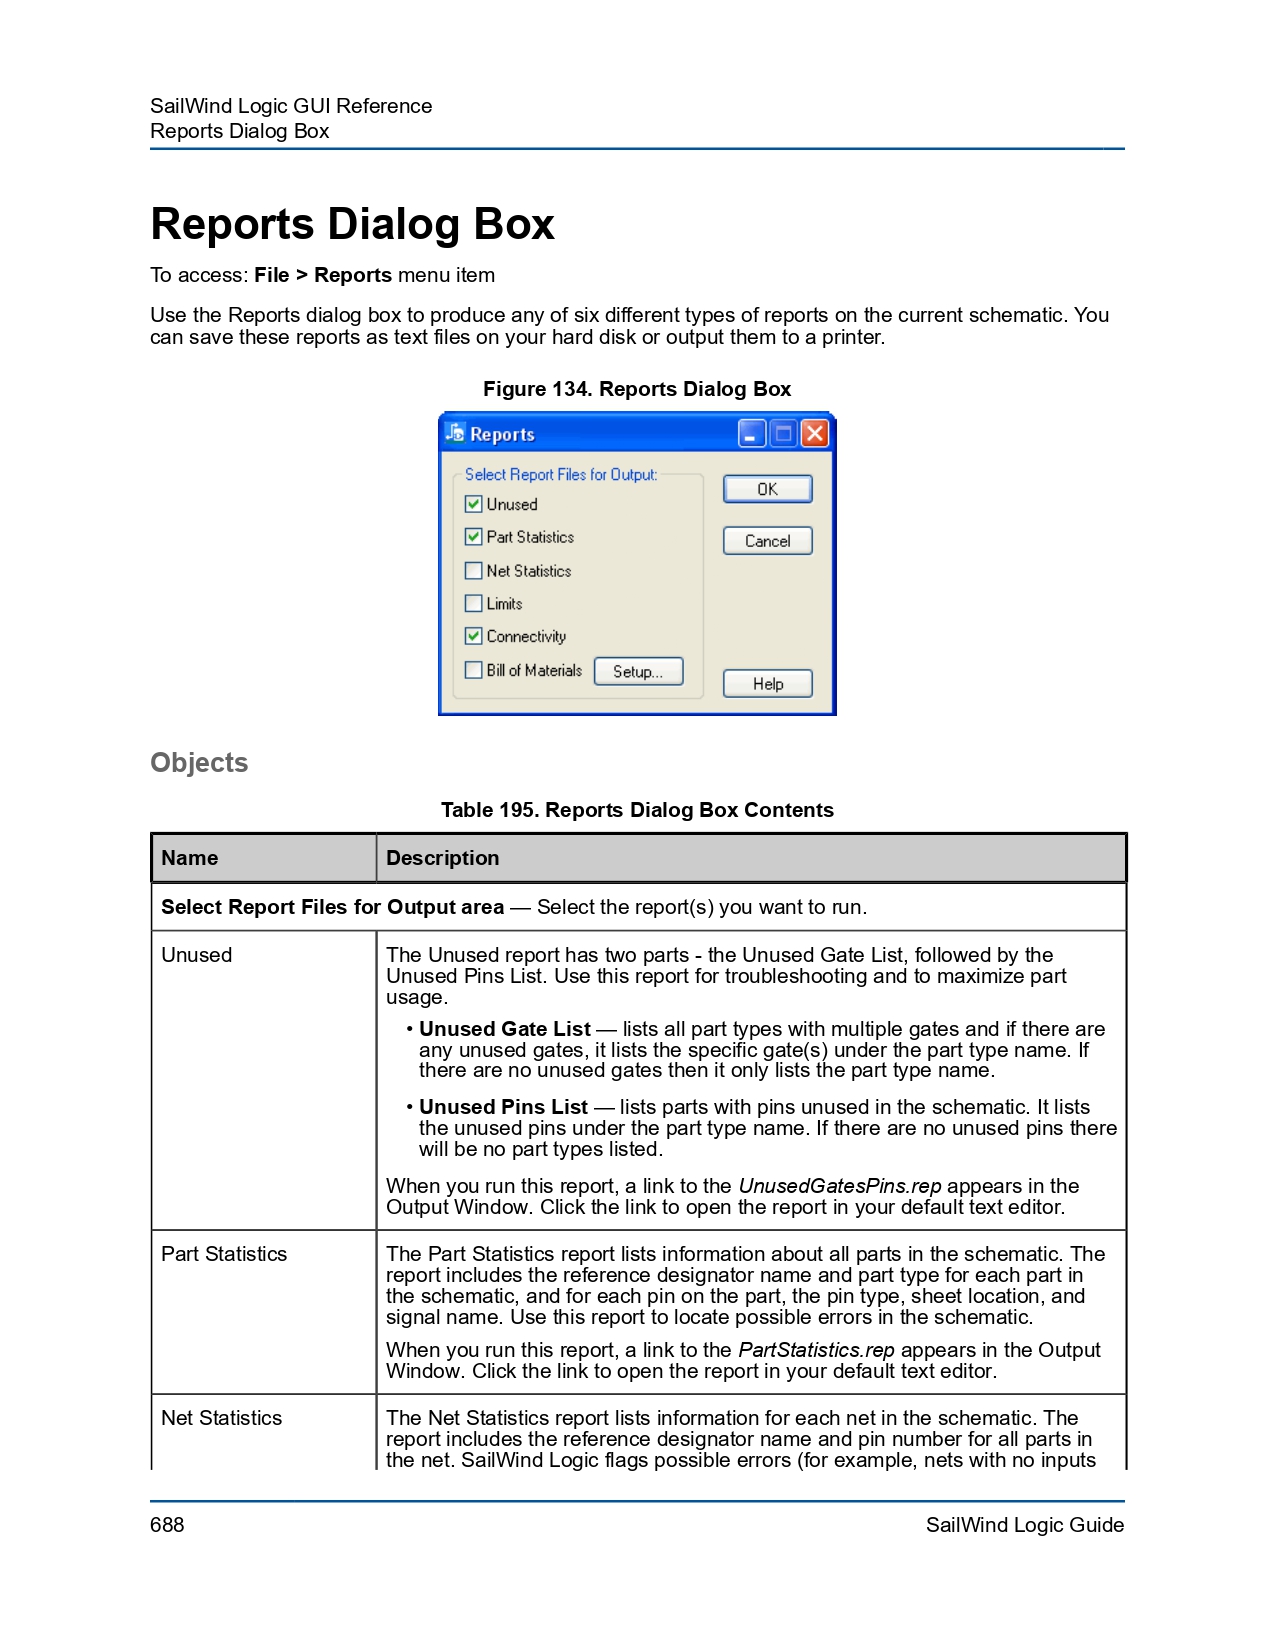 SailWind Logic GUI Reference
Reports Dialog Box
Reports Dialog Box
To access: File > Reports menu item
Use the Reports dialog box to produce any of six different types of reports on the current schematic. You
can save these reports as text files on your hard disk or output them to a printer.
Figure 134. Reports Dialog Box
Reports
Select Report Files for Output:
Unused
Part Statistics
Net Statistics
Limits
Connectivity
Bill of Materials
Setup...
OK
Cancel
Help
Objects
Table 195. Reports Dialog Box Contents
Name
Description
Select Report Files for Output area — Select the report(s) you want to run.
Unused
The Unused report has two parts - the Unused Gate List, followed by the
Unused Pins List. Use this report for troubleshooting and to maximize part
usage.
• Unused Gate List — lists all part types with multiple gates and if there are
any unused gates, it lists the specific gate(s) under the part type name. If
there are no unused gates then it only lists the part type name.
• Unused Pins List — lists parts with pins unused in the schematic. It lists
the unused pins under the part type name. If there are no unused pins there
will be no part types listed.
When you run this report, a link to the UnusedGatesPins.rep appears in the
Output Window. Click the link to open the report in your default text editor.
Part Statistics
The Part Statistics report lists information about all parts in the schematic. The
report includes the reference designator name and part type for each part in
the schematic, and for each pin on the part, the pin type, sheet location, and
signal name. Use this report to locate possible errors in the schematic.
When you run this report, a link to the PartStatistics.rep appears in the Output
Window. Click the link to open the report in your default text editor.
Net Statistics
The Net Statistics report lists information for each net in the schematic. The
report includes the reference designator name and pin number for all parts in
the net. SailWind Logic flags possible errors (for example, nets with no inputs
688
SailWind Logic Guide